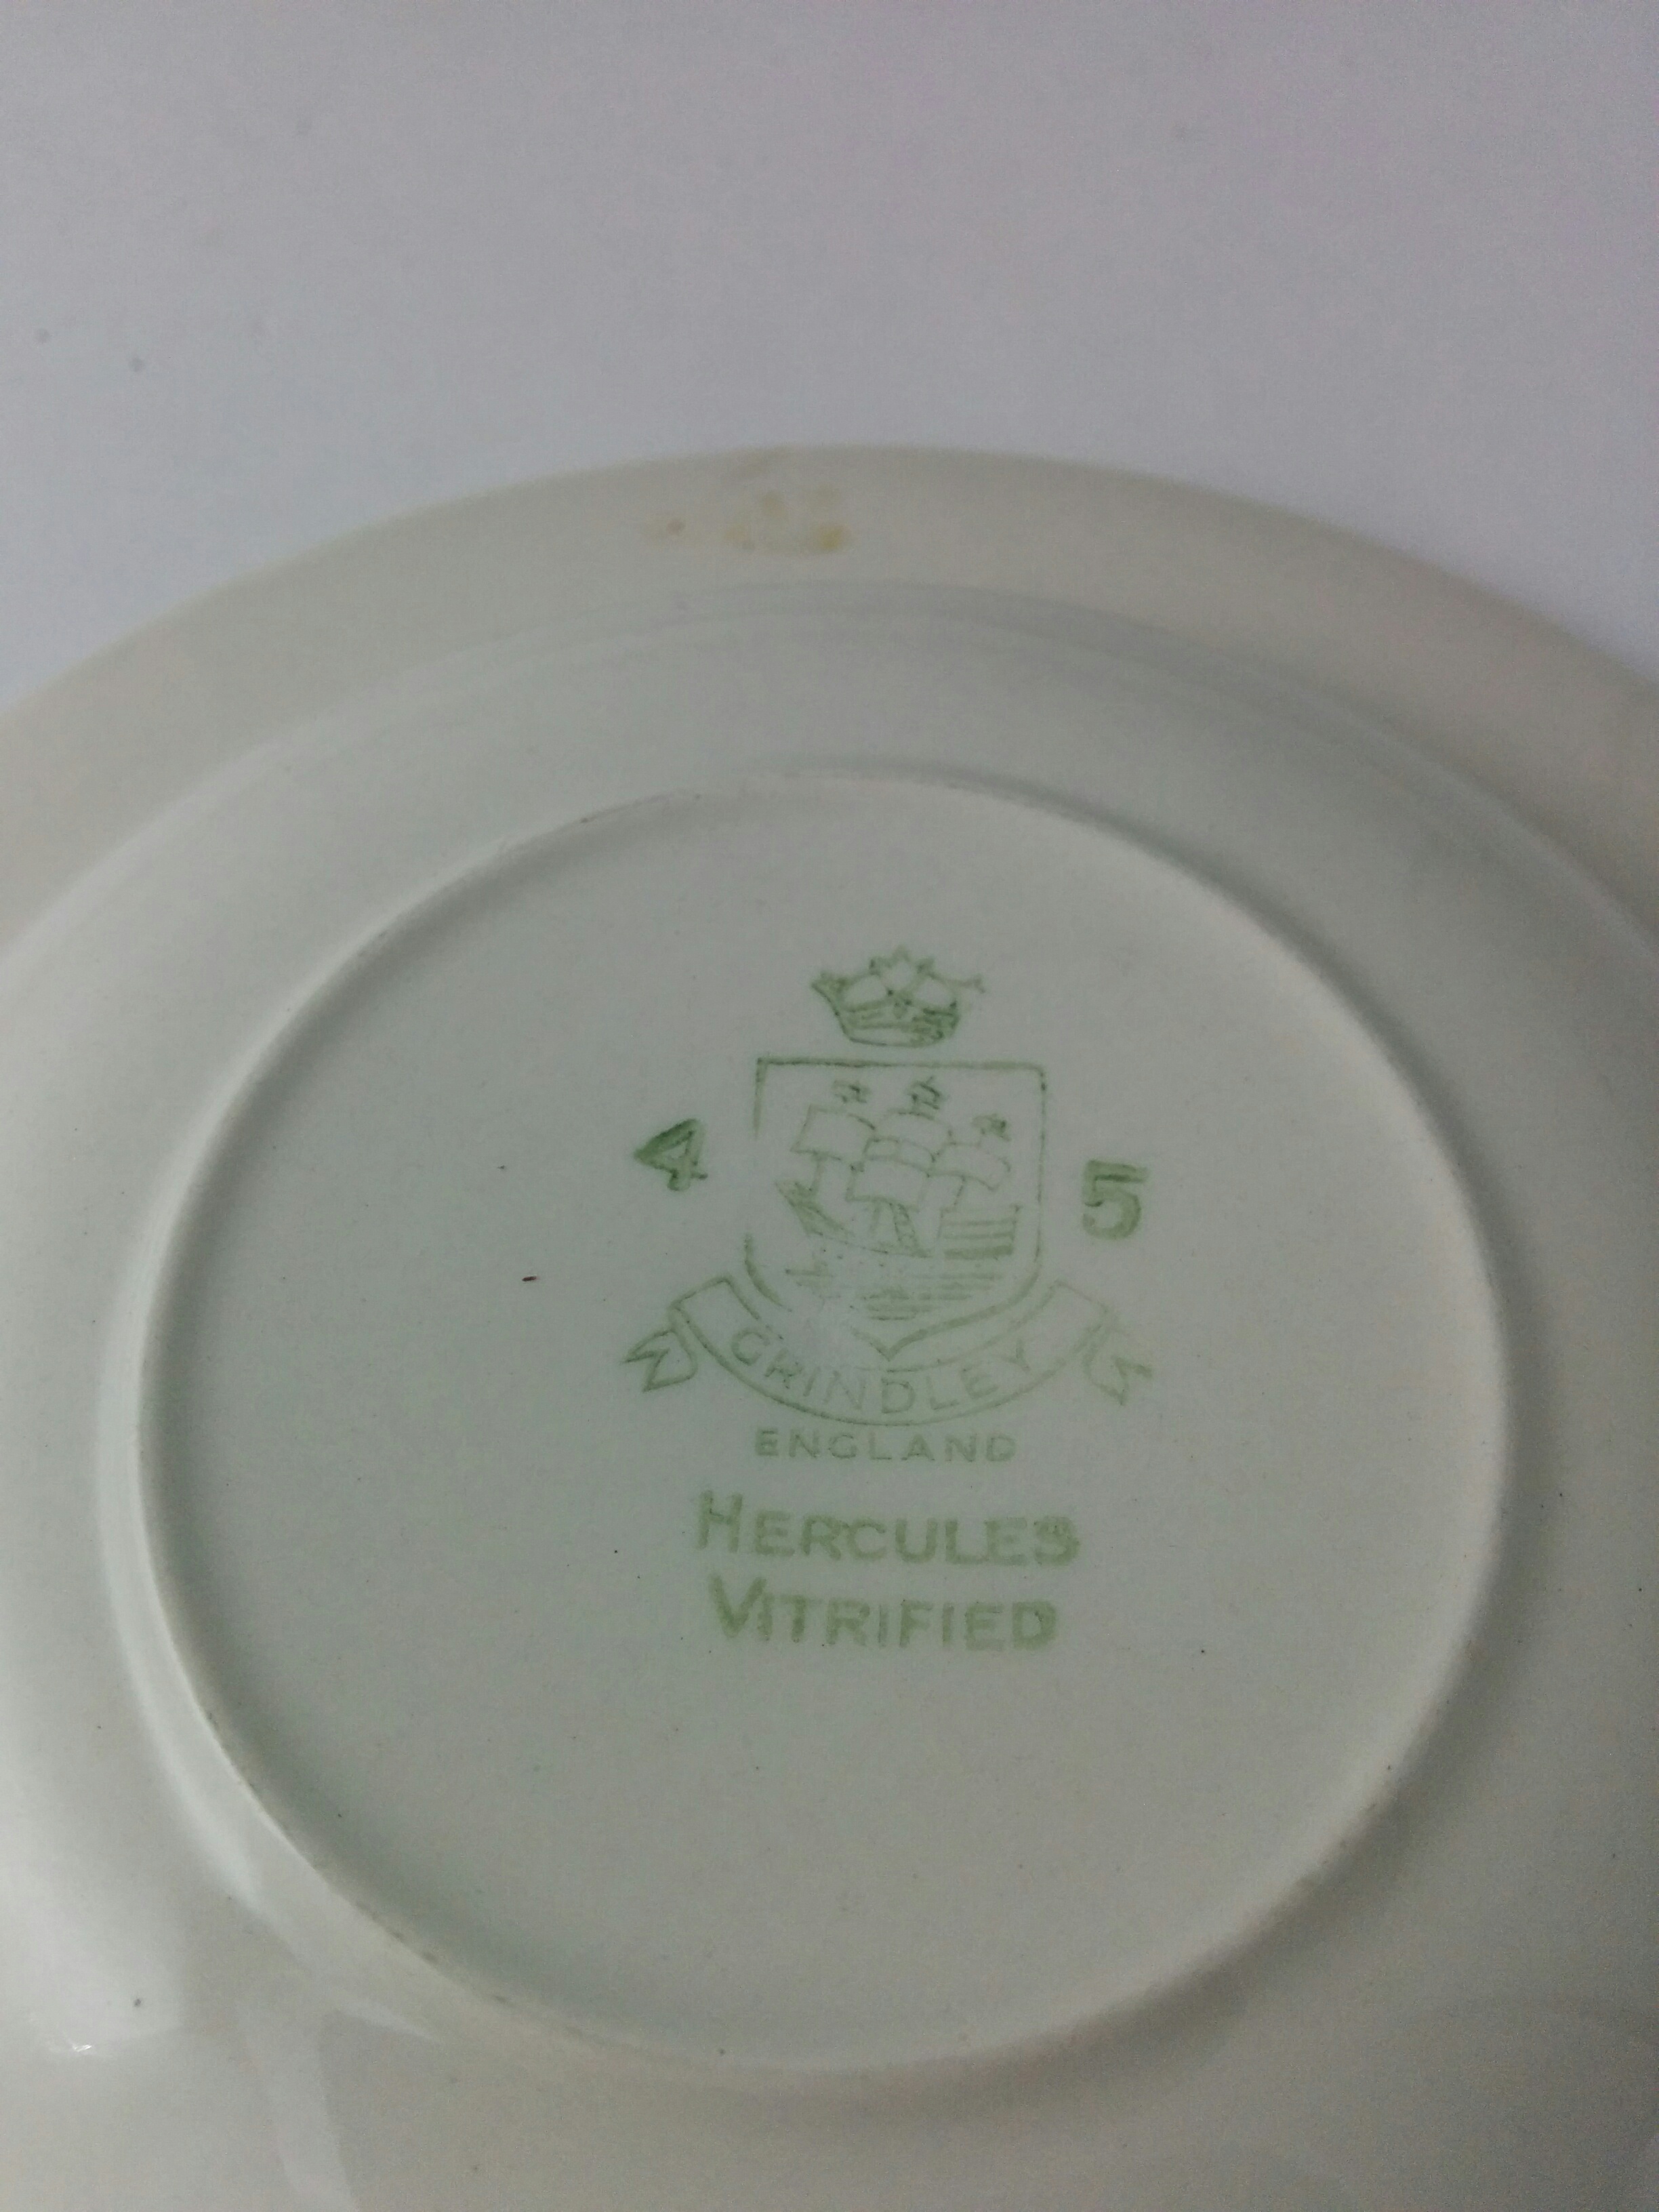 4 5
GRINDLEY
ENGLAND
HERCULES
VITRIFIED